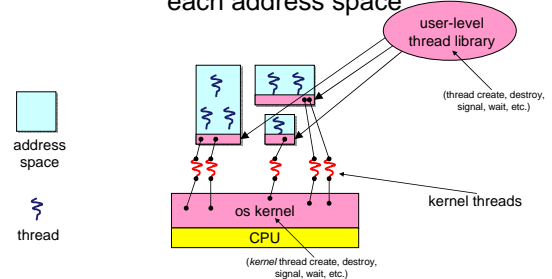 each address space
user-level
thread library
(thread create, destroy,
signal, wait, etc.)
address
space
thread
kernel threads
os kernel
CPU
(kernel thread create, destroy,
signal, wait, etc.)